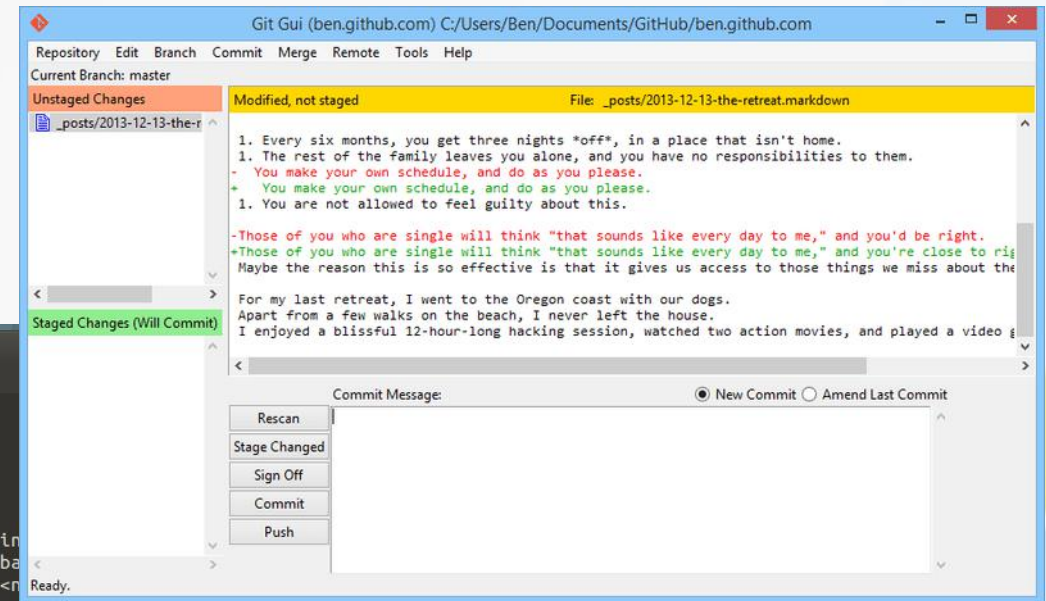 Git Gui (ben.github.com) C:/Users/Ben/Documents/GitHub/ben.github.com
Repository Edit Branch Commit Merge Remote Tools Help
Current Branch: master
Unstaged Changes
_posts/2013-12-13-the-r
Modified, not staged File: _posts/2013-12-13-the-retreat.markdown
1. Every six months, you get three nights *off*, in a place that isn't home.
1. The rest of the family leaves you alone, and you have no responsibilities to them.
-  You make your own schedule, and do as you please.
+   You make your own schedule, and do as you please.
1. You are not allowed to feel guilty about this.
-Those of you who are single will think "that sounds like every day to me," and you'd be right.
+Those of you who are single will think "that sounds like every day to me," and you're close to rig
Maybe the reason this is so effective is that it gives us access to those things we miss about the
For my last retreat, I went to the Oregon coast with our dogs.
Apart from a few walks on the beach, I never left the house.
I enjoyed a blissful 12-hour-long hacking session, watched two action movies, and played a video g
Staged Changes (Will Commit)
Commit Message: New Commit Amend Last Commit
Rescan
Stage Changed
Sign Off
Commit
Push
in
ba
<n
Ready.